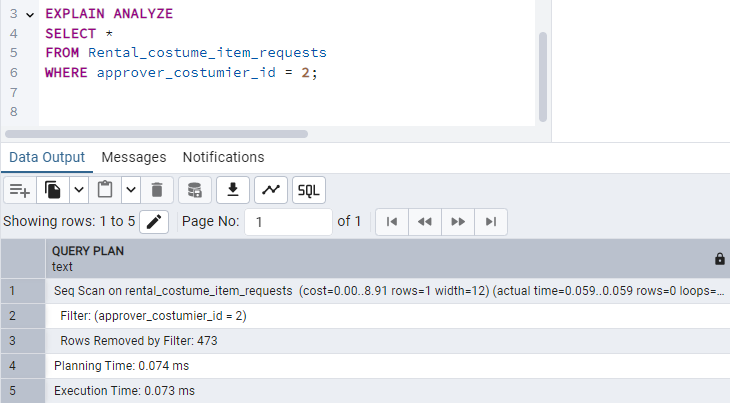 3 EXPLAIN ANALYZE
4 SELECT *
5 FROM Rental_costume_item_requests
6 WHERE approver_costumier_id = 2;
7
8
Data Output Messages Notifications
SQL
Showing rows: 1 to 5 Page No: 1 of 1
QUERY PLAN
text
1 Seq Scan on rental_costume_item_requests (cost=0.00..8.91 rows=1 width=12) (actual time=0.059..0.059 rows=0 loops=...
2 Filter: (approver_costumier_id = 2)
3 Rows Removed by Filter: 473
4 Planning Time: 0.074 ms
5 Execution Time: 0.073 ms